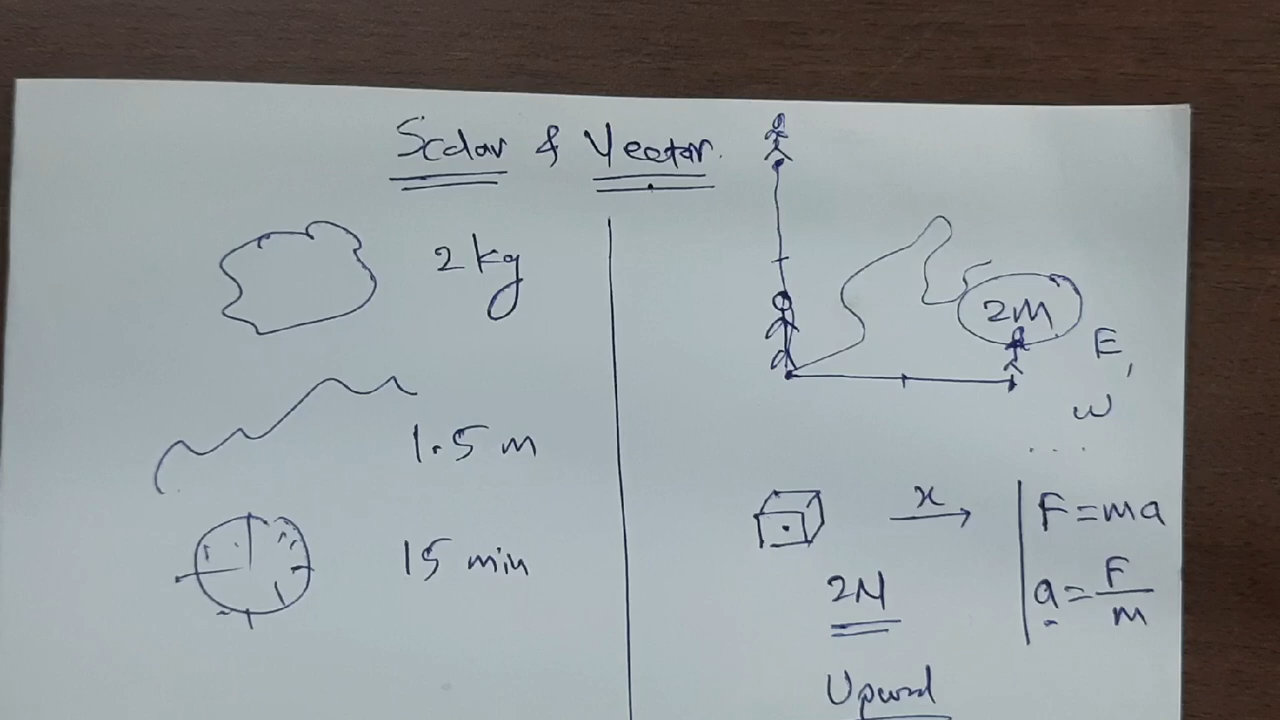 Scalar & Vector.
2 kg
1.5 m
15 min
2M
E,
W
...
x
2N
Upward
F=ma
a=F/m